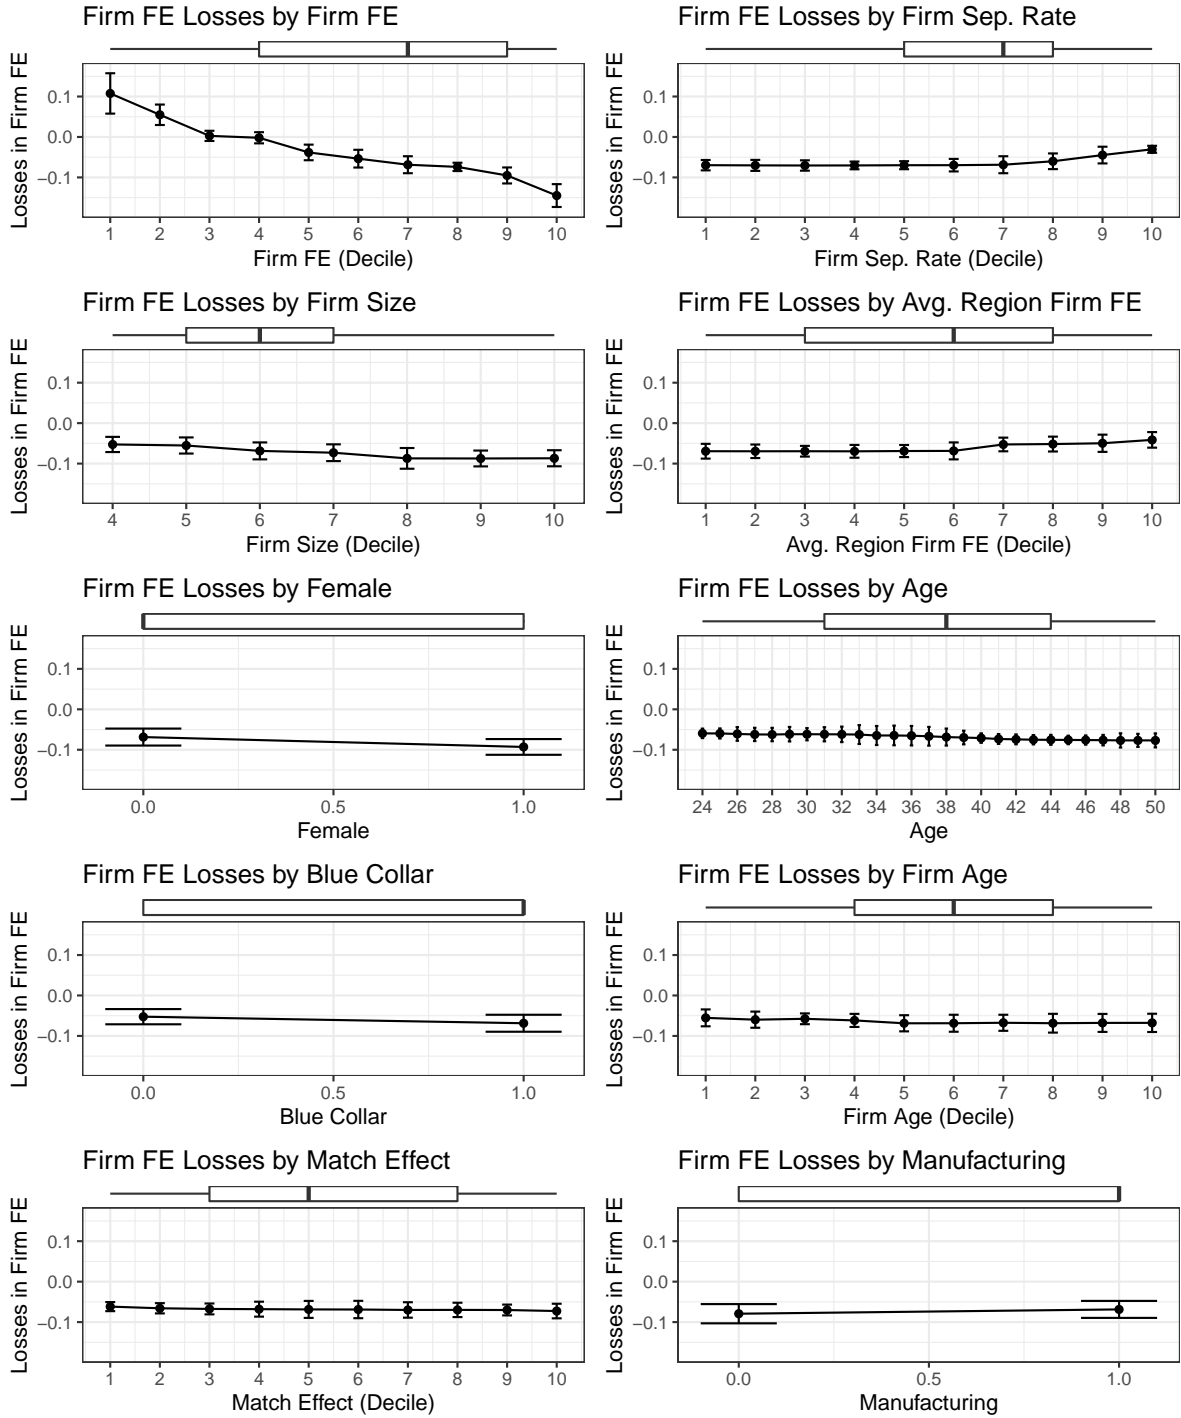 Firm FE Losses by Firm FE
Losses in Firm FE
0.1
0.0
−0.1
1 2 3 4 5 6 7 8 9 10
Firm FE (Decile)
Firm FE Losses by Firm Sep. Rate
Losses in Firm FE
0.1
0.0
−0.1
1 2 3 4 5 6 7 8 9 10
Firm Sep. Rate (Decile)
Firm FE Losses by Firm Size
Losses in Firm FE
0.1
0.0
−0.1
4 5 6 7 8 9 10
Firm Size (Decile)
Firm FE Losses by Avg. Region Firm FE
Losses in Firm FE
0.1
0.0
−0.1
1 2 3 4 5 6 7 8 9 10
Avg. Region Firm FE (Decile)
Firm FE Losses by Female
Losses in Firm FE
0.1
0.0
−0.1
0.0 0.5 1.0
Female
Firm FE Losses by Age
Losses in Firm FE
0.1
0.0
−0.1
24 26 28 30 32 34 36 38 40 42 44 46 48 50
Age
Firm FE Losses by Blue Collar
Losses in Firm FE
0.1
0.0
−0.1
0.0 0.5 1.0
Blue Collar
Firm FE Losses by Firm Age
Losses in Firm FE
0.1
0.0
−0.1
1 2 3 4 5 6 7 8 9 10
Firm Age (Decile)
Firm FE Losses by Match Effect
Losses in Firm FE
0.1
0.0
−0.1
1 2 3 4 5 6 7 8 9 10
Match Effect (Decile)
Firm FE Losses by Manufacturing
Losses in Firm FE
0.1
0.0
−0.1
0.0 0.5 1.0
Manufacturing